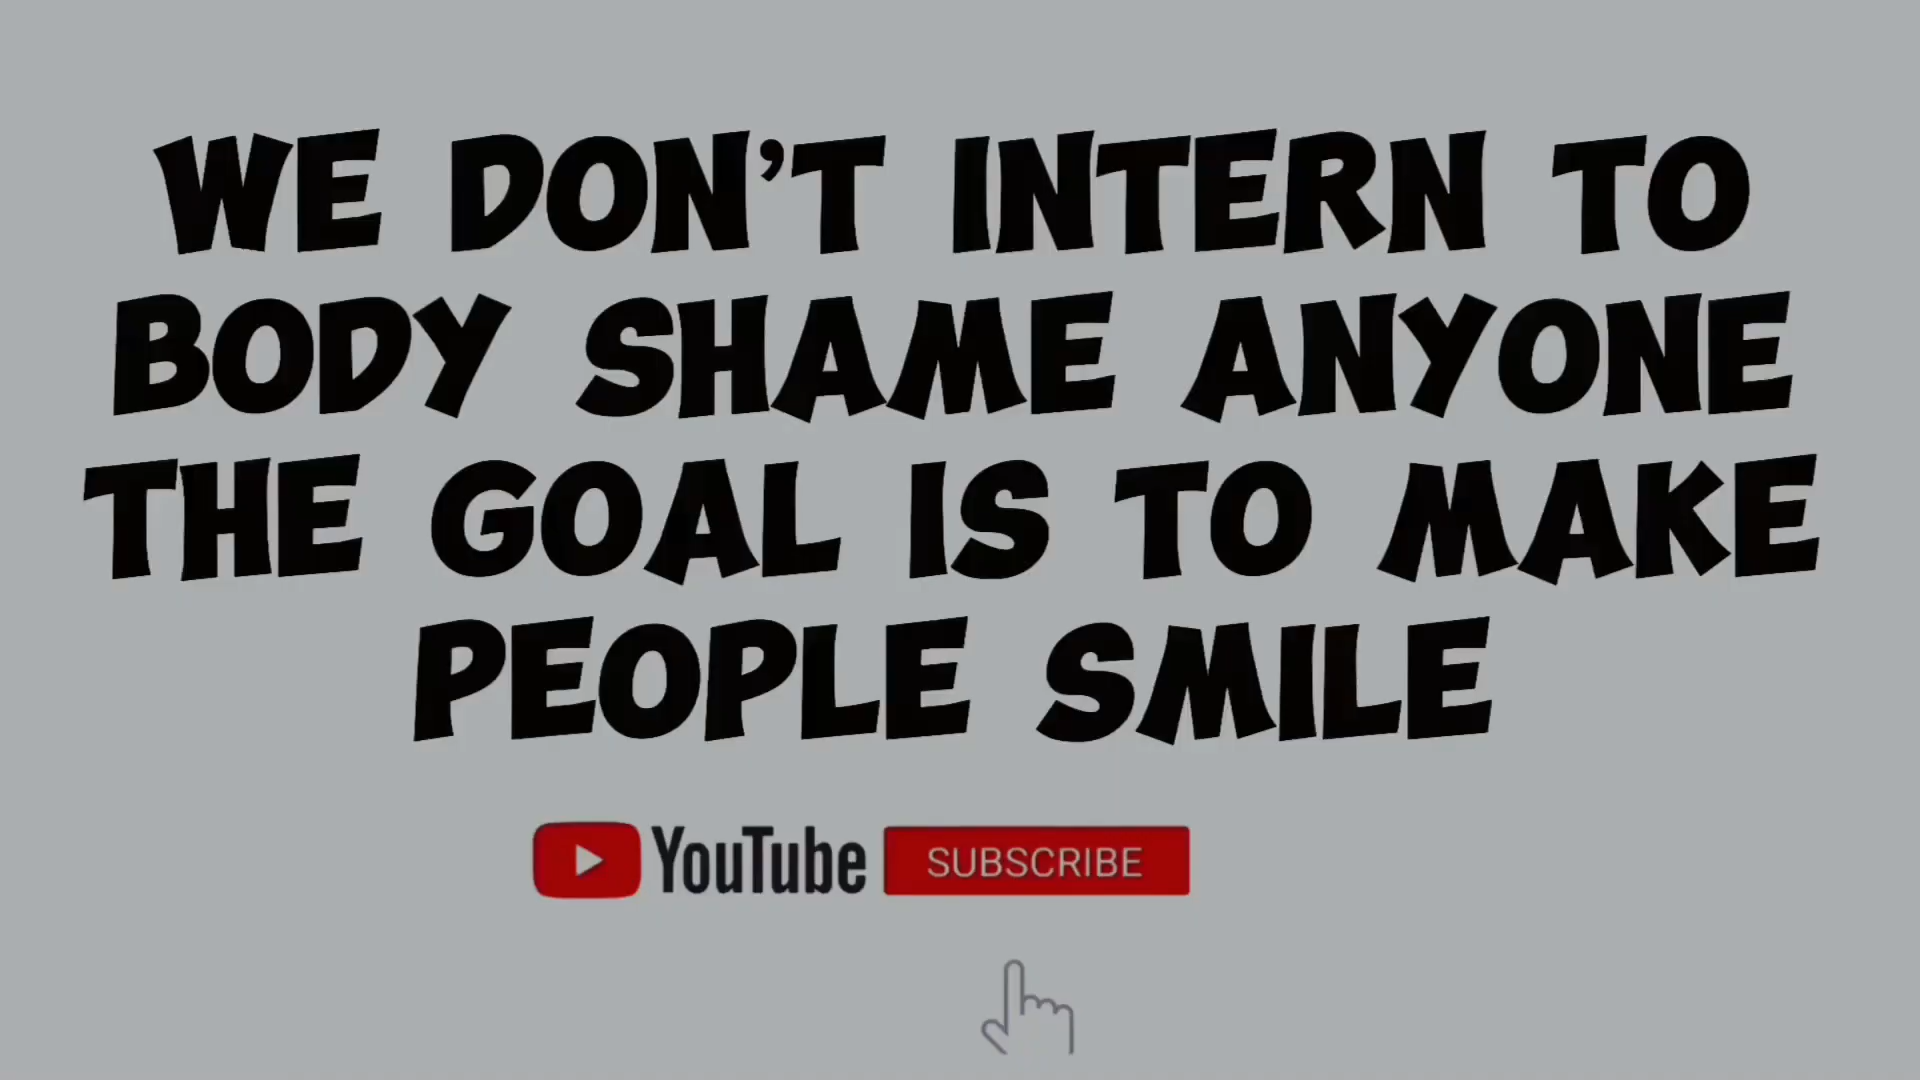 WE DON’T INTERN TO
BODY SHAME ANYONE
THE GOAL IS TO MAKE
PEOPLE SMILE
YouTube SUBSCRIBE